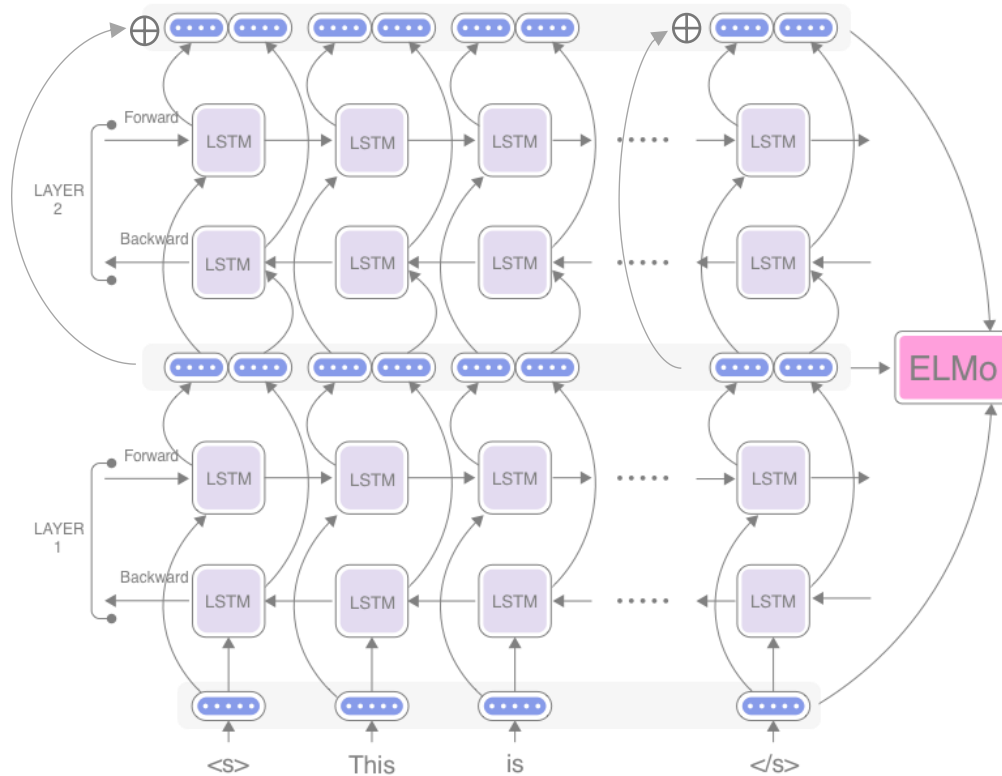 Forward
LSTM LSTM LSTM LSTM
LAYER
2
Backward
LSTM LSTM LSTM LSTM
ELMo
Forward
LSTM LSTM LSTM LSTM
LAYER
1
Backward
LSTM LSTM LSTM LSTM
<s> This is </s>